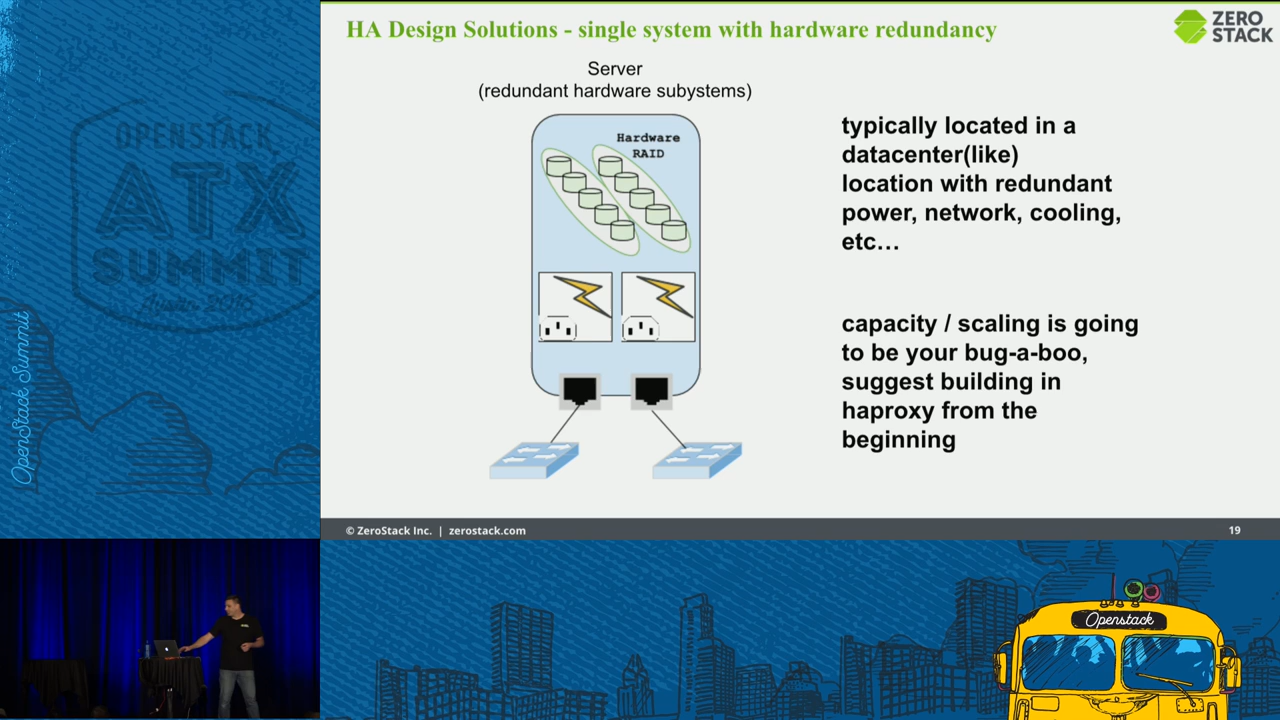 HA Design Solutions - single system with hardware redundancy
ZERO
STACK
Server
(redundant hardware subystems)
Hardware
RAID
typically located in a
datacenter(like)
location with redundant
power, network, cooling,
etc...
capacity / scaling is going
to be your bug-a-boo,
suggest building in
haproxy from the
beginning
© ZeroStack Inc. | zerostack.com
19
OPENSTACK
ATX
SUMMIT
Austin 2016
OpenStack Summit
Openstack